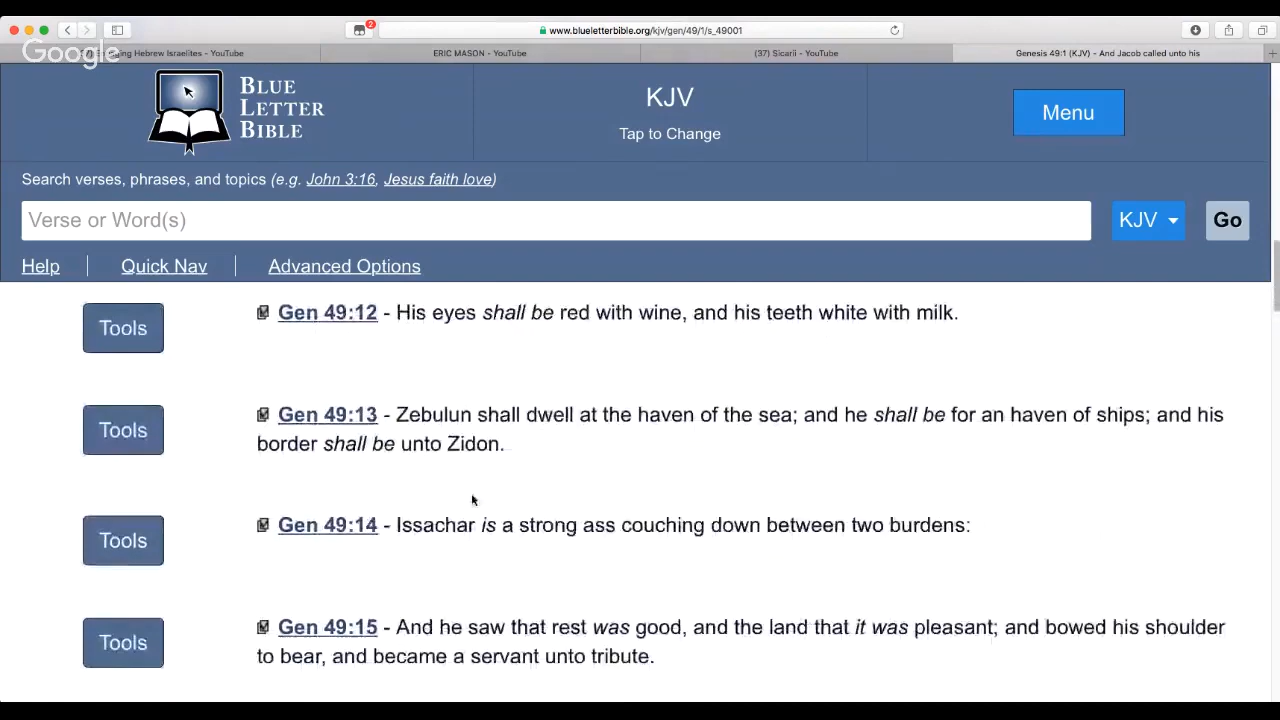 www.blueletterbible.org/kjv/gen/49/1/s_49001
2
Hebrew Israelites - YouTube
ERIC MASON - YouTube
(37) Sicarii - YouTube
Genesis 49:1 (KJV) - And Jacob called unto his
Google
BLUE
LETTER
BIBLE
KJV
Tap to Change
Menu
Search verses, phrases, and topics (e.g. John 3:16, Jesus faith love)
Verse or Word(s)
KJV
Go
Help
Quick Nav
Advanced Options
Tools
Gen 49:12 - His eyes shall be red with wine, and his teeth white with milk.
Tools
Gen 49:13 - Zebulun shall dwell at the haven of the sea; and he shall be for an haven of ships; and his
border shall be unto Zidon.
Tools
Gen 49:14 - Issachar is a strong ass couching down between two burdens:
Tools
Gen 49:15 - And he saw that rest was good, and the land that it was pleasant; and bowed his shoulder
to bear, and became a servant unto tribute.